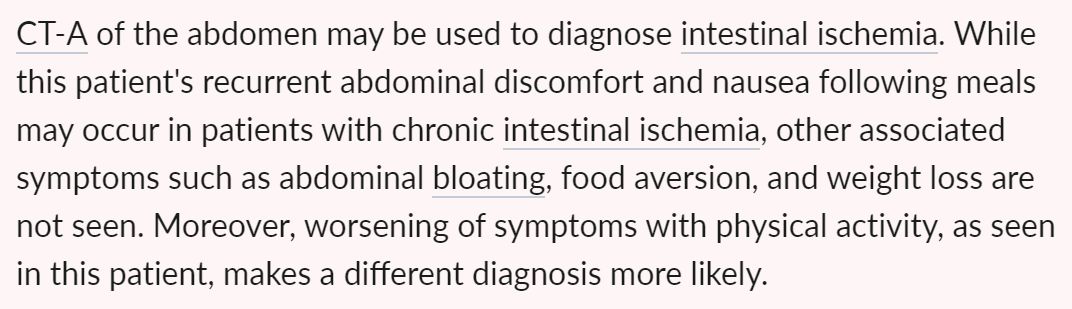 CT-A of the abdomen may be used to diagnose intestinal ischemia. While
this patient's recurrent abdominal discomfort and nausea following meals
may occur in patients with chronic intestinal ischemia, other associated
symptoms such as abdominal bloating, food aversion, and weight loss are
not seen. Moreover, worsening of symptoms with physical activity, as seen
in this patient, makes a different diagnosis more likely.